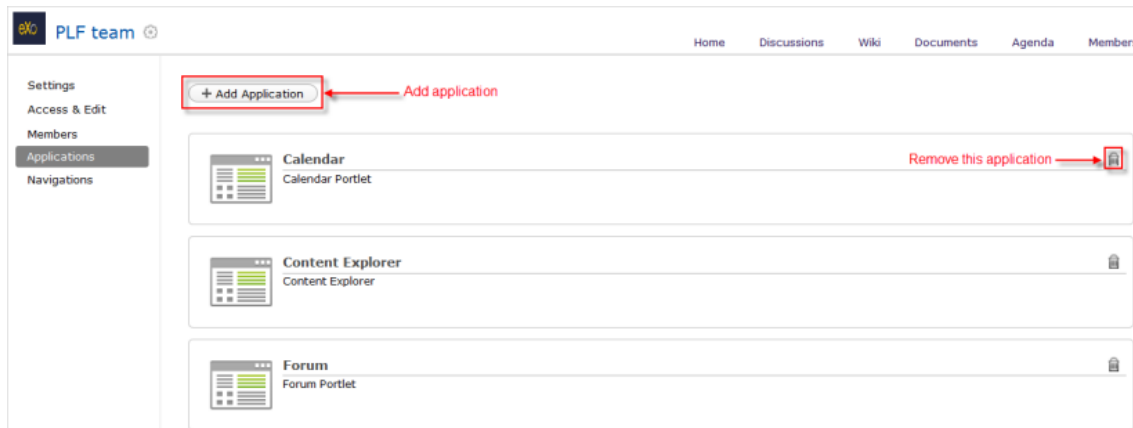 eXo PLF team
Home Discussions Wiki Documents Agenda Member
Settings
Access & Edit
Members
Applications
Navigations
+ Add Application
Add application
Calendar
Calendar Portlet
Remove this application
Content Explorer
Content Explorer
Forum
Forum Portlet